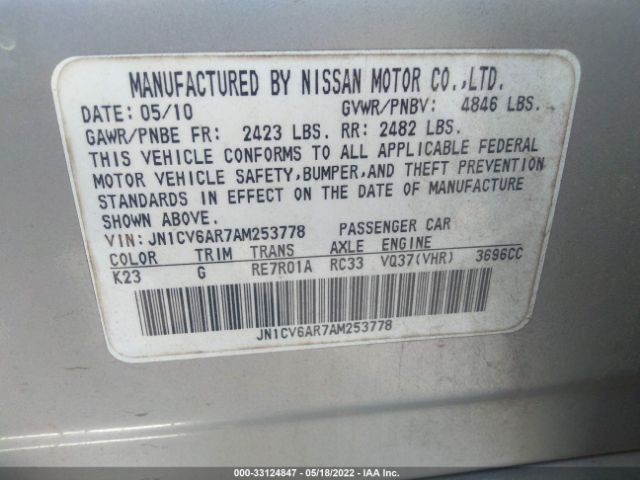 MANUFACTURED BY NISSAN MOTOR CO.,LTD.
DATE: 05/10 GVWR/PNBV: 4846 LBS.
GAWR/PNBE FR: 2423 LBS. RR: 2482 LBS.
THIS VEHICLE CONFORMS TO ALL APPLICABLE FEDERAL
MOTOR VEHICLE SAFETY,BUMPER,AND THEFT PREVENTION
STANDARDS IN EFFECT ON THE DATE OF MANUFACTURE
SHOWN ABOVE.
VIN: JN1CV6AR7AM253778 PASSENGER CAR
COLOR TRIM TRANS AXLE ENGINE
K23 G RE7R01A RC33 VQ37(VHR) 3696CC
JN1CV6AR7AM253778
000-33124847 - 05/18/2022 - IAA Inc.